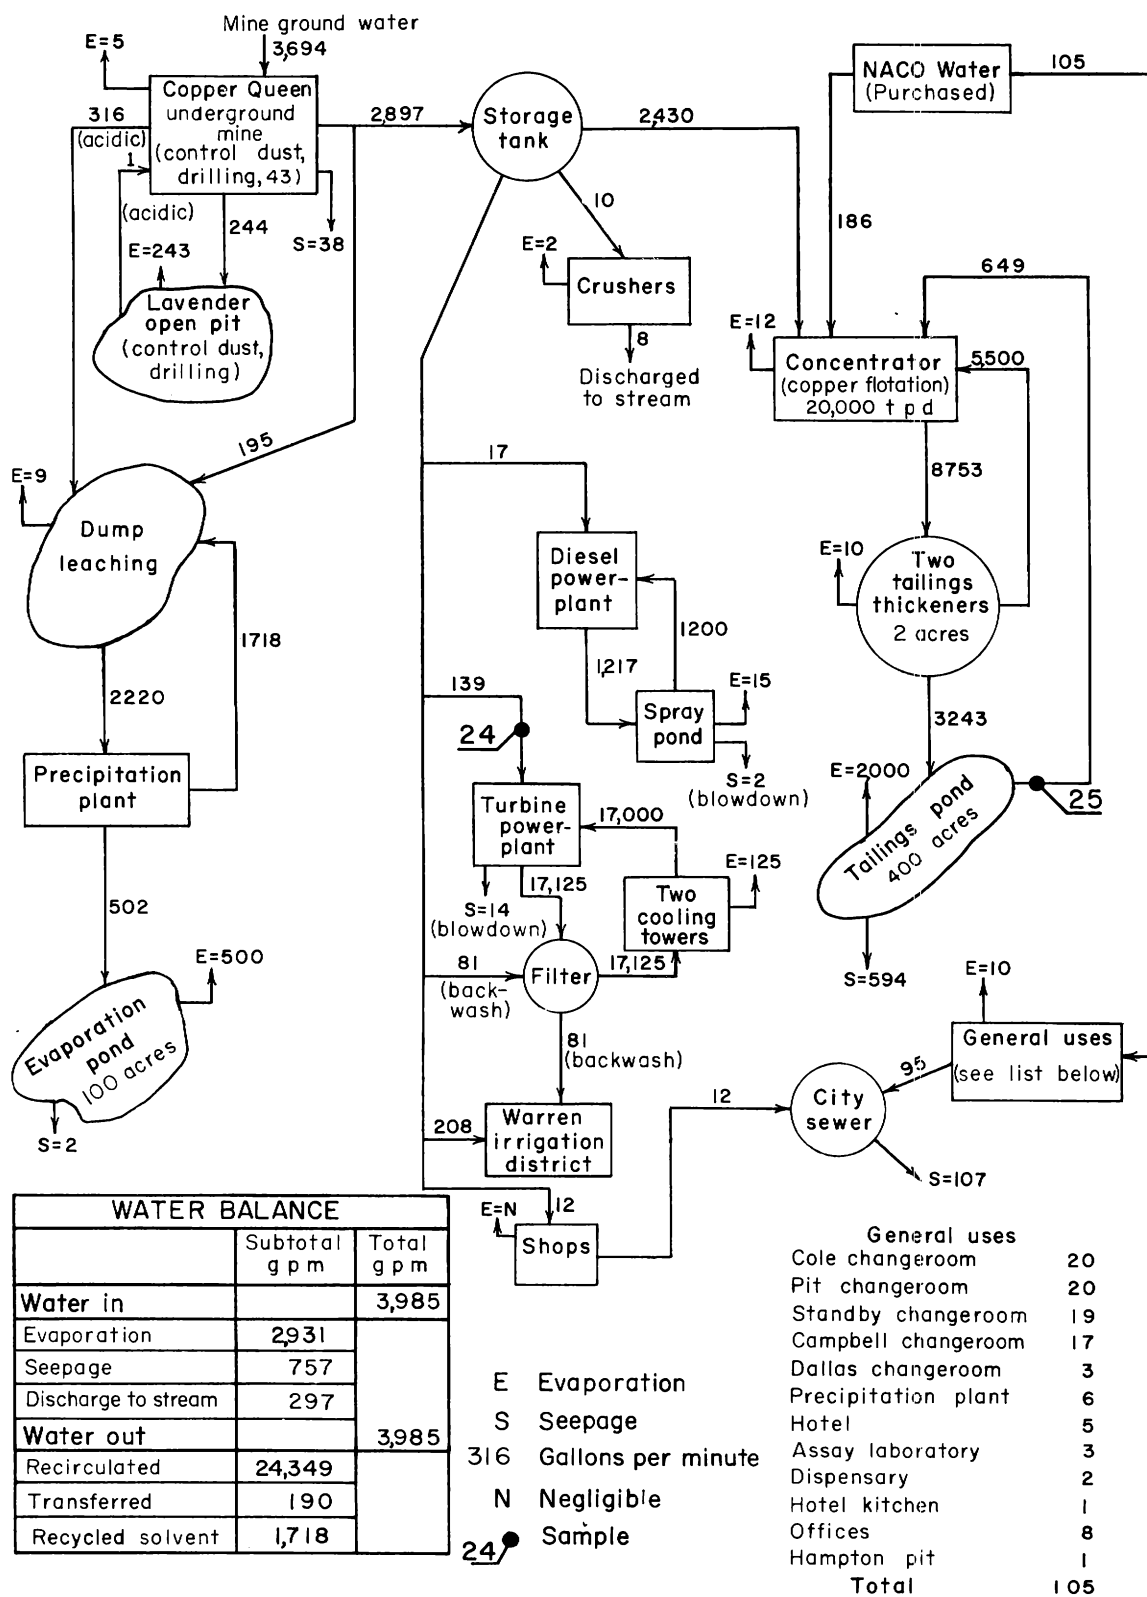 Mine ground water
3,694
E=5
Copper Queen
underground
mine
(control dust,
drilling, 43)
316
(acidic)
1
(acidic)
244
S=38
E=243
Lavender
open pit
(control dust,
drilling)
2,897
Storage
tank
2,430
NACO Water
(Purchased)
105
10
186
E=2
Crushers
8
Discharged
to stream
649
E=12
Concentrator
(copper flotation)
20,000 t p d
5,500
195
E=9
Dump
leaching
17
8753
Diesel
power-
plant
E=10
Two
tailings
thickeners
2 acres
1718
1200
1,217
2220
139
24
E=15
Spray
pond
S=2
(blowdown)
3243
Precipitation
plant
Turbine
power-
plant
17,000
E=2000
Tailings pond
400 acres
25
S=14
(blowdown)
17,125
E=125
Two
cooling
towers
502
81
(back-
wash)
Filter
17,125
S=594
E=500
Evaporation
pond
100 acres
S=2
81
(backwash)
E=10
General uses
(see list below)
95
City
sewer
12
208
Warren
irrigation
district
S=107
E=N
12
Shops
WATER BALANCE
Subtotal Total
g p m g p m
Water in 3,985
Evaporation 2,931
Seepage 757
Discharge to stream 297
Water out 3,985
Recirculated 24,349
Transferred 190
Recycled solvent 1,718
E Evaporation
S Seepage
316 Gallons per minute
N Negligible
24 Sample
General uses
Cole changeroom 20
Pit changeroom 20
Standby changeroom 19
Campbell changeroom 17
Dallas changeroom 3
Precipitation plant 6
Hotel 5
Assay laboratory 3
Dispensary 2
Hotel kitchen 1
Offices 8
Hampton pit 1
Total 105